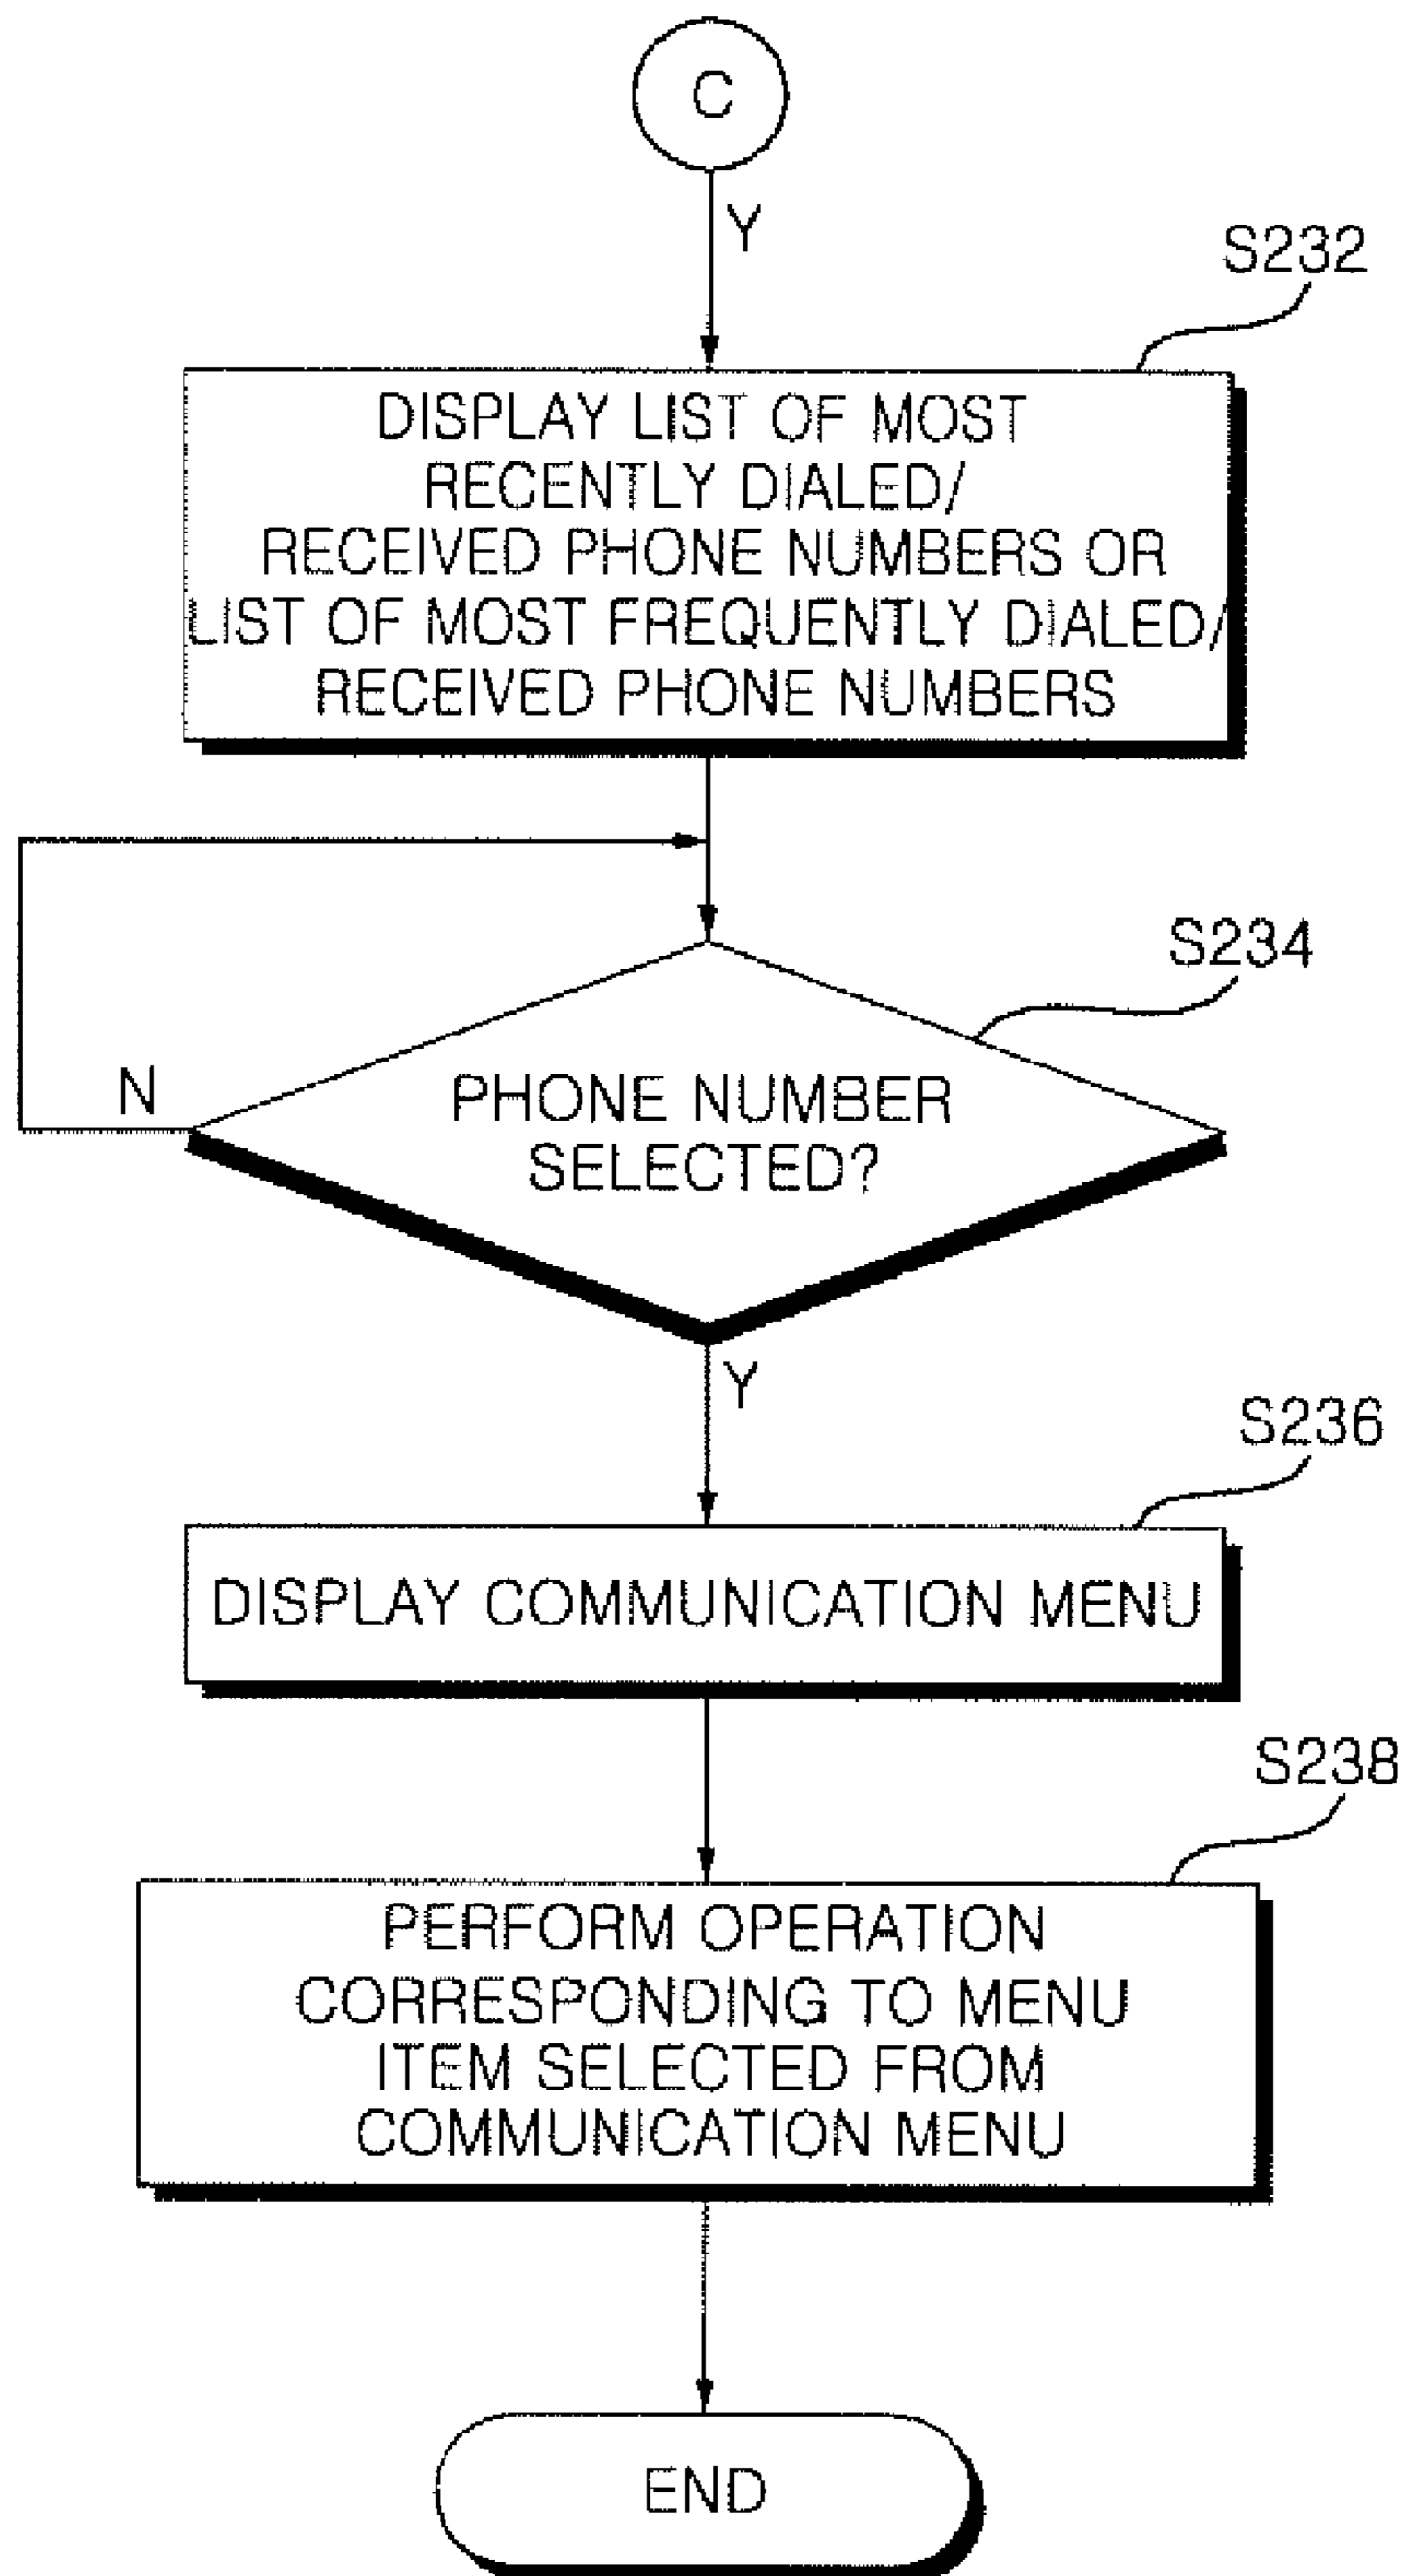 C
Y
S232
DISPLAY LIST OF MOST
RECENTLY DIALED/
RECEIVED PHONE NUMBERS OR
LIST OF MOST FREQUENTLY DIALED/
RECEIVED PHONE NUMBERS
S234
N
PHONE NUMBER
SELECTED?
Y
S236
DISPLAY COMMUNICATION MENU
S238
PERFORM OPERATION
CORRESPONDING TO MENU
ITEM SELECTED FROM
COMMUNICATION MENU
END